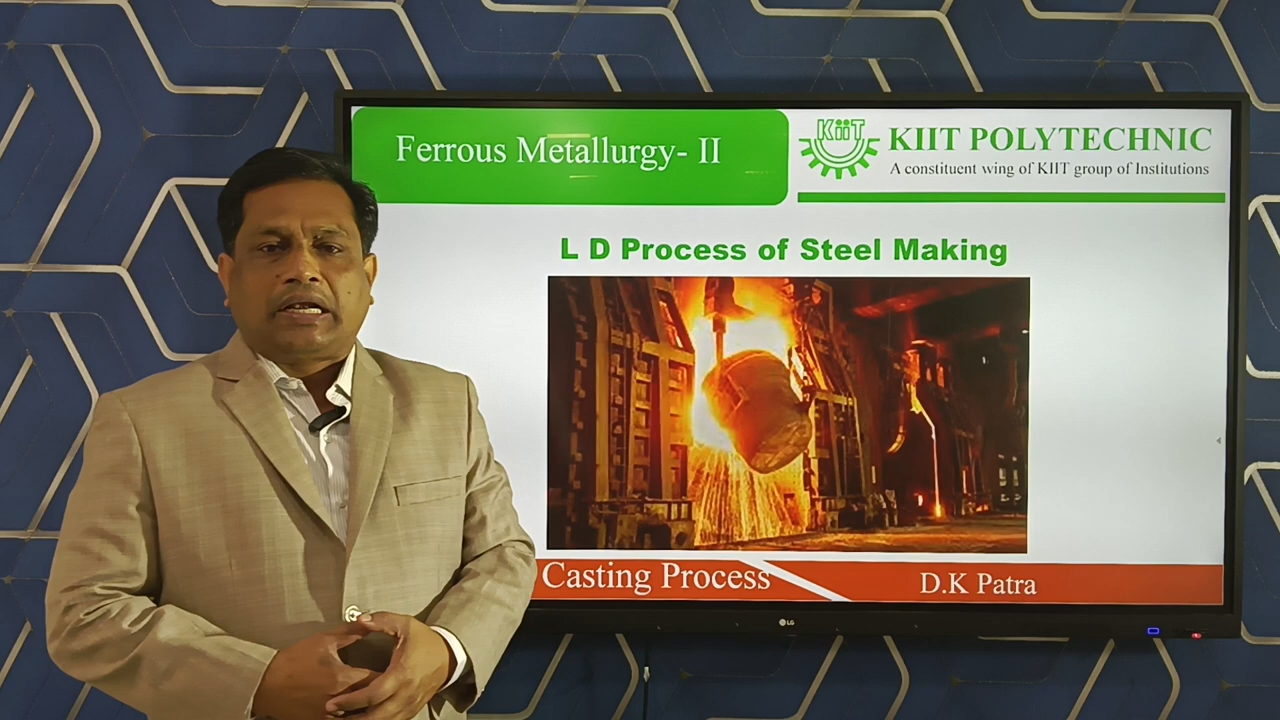 Ferrous Metallurgy- II
KiiT
KIIT POLYTECHNIC
A constituent wing of KIIT group of Institutions
L D Process of Steel Making
Casting Process
D.K Patra
LG